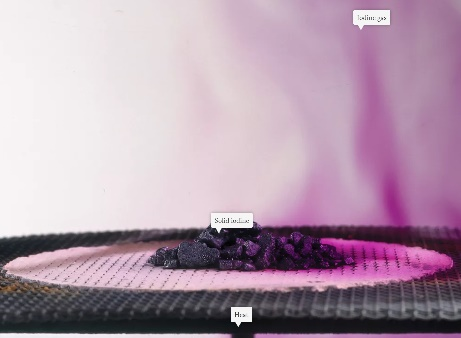 Iodine gas
Solid iodine
Heat